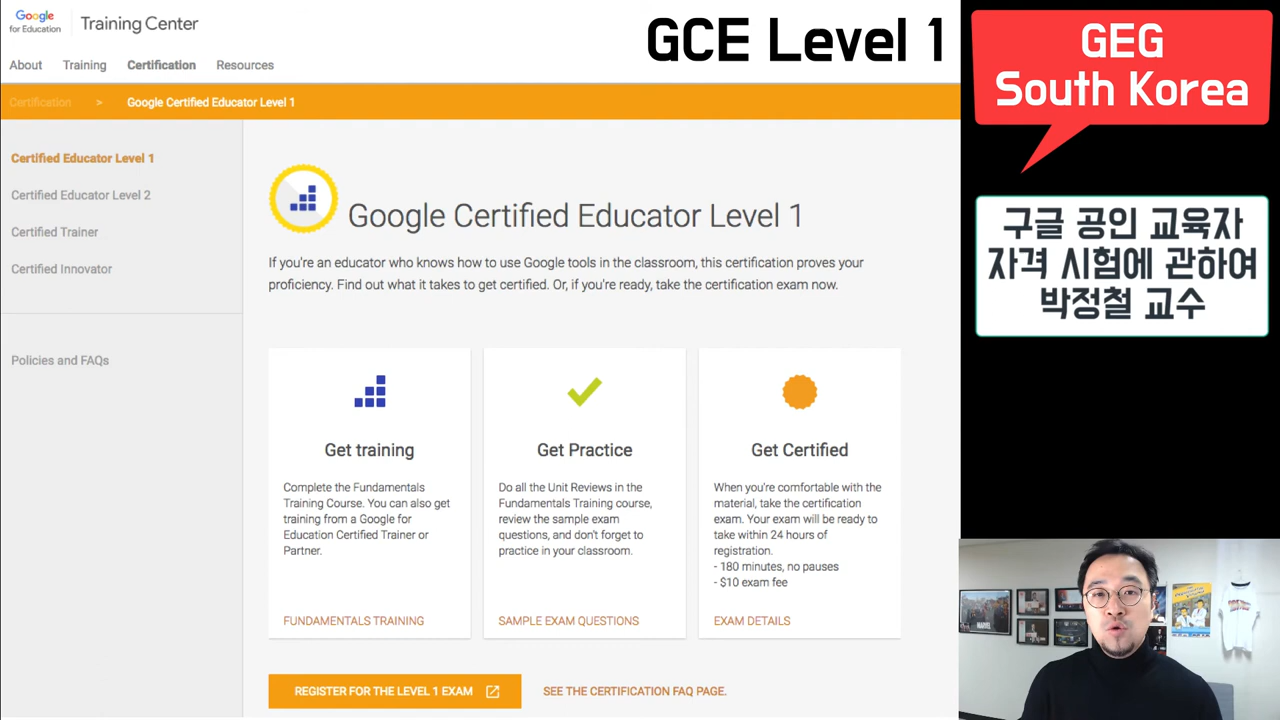 Google
for Education
Training Center
GCE Level 1
About
Training
Certification
Resources
Certification > Google Certified Educator Level 1
Certified Educator Level 1
Certified Educator Level 2
Certified Trainer
Certified Innovator
Policies and FAQs
Google Certified Educator Level 1
If you're an educator who knows how to use Google tools in the classroom, this certification proves your
proficiency. Find out what it takes to get certified. Or, if you're ready, take the certification exam now.
Get training
Complete the Fundamentals
Training Course. You can also get
training from a Google for
Education Certified Trainer or
Partner.
FUNDAMENTALS TRAINING
Get Practice
Do all the Unit Reviews in the
Fundamentals Training course,
review the sample exam
questions, and don't forget to
practice in your classroom.
SAMPLE EXAM QUESTIONS
Get Certified
When you're comfortable with the
material, take the certification
exam. Your exam will be ready to
take within 24 hours of
registration.
- 180 minutes, no pauses
- $10 exam fee
EXAM DETAILS
REGISTER FOR THE LEVEL 1 EXAM
SEE THE CERTIFICATION FAQ PAGE.
GEG
South Korea
구글 공인 교육자
자격 시험에 관하여
박정철 교수
MARVEL